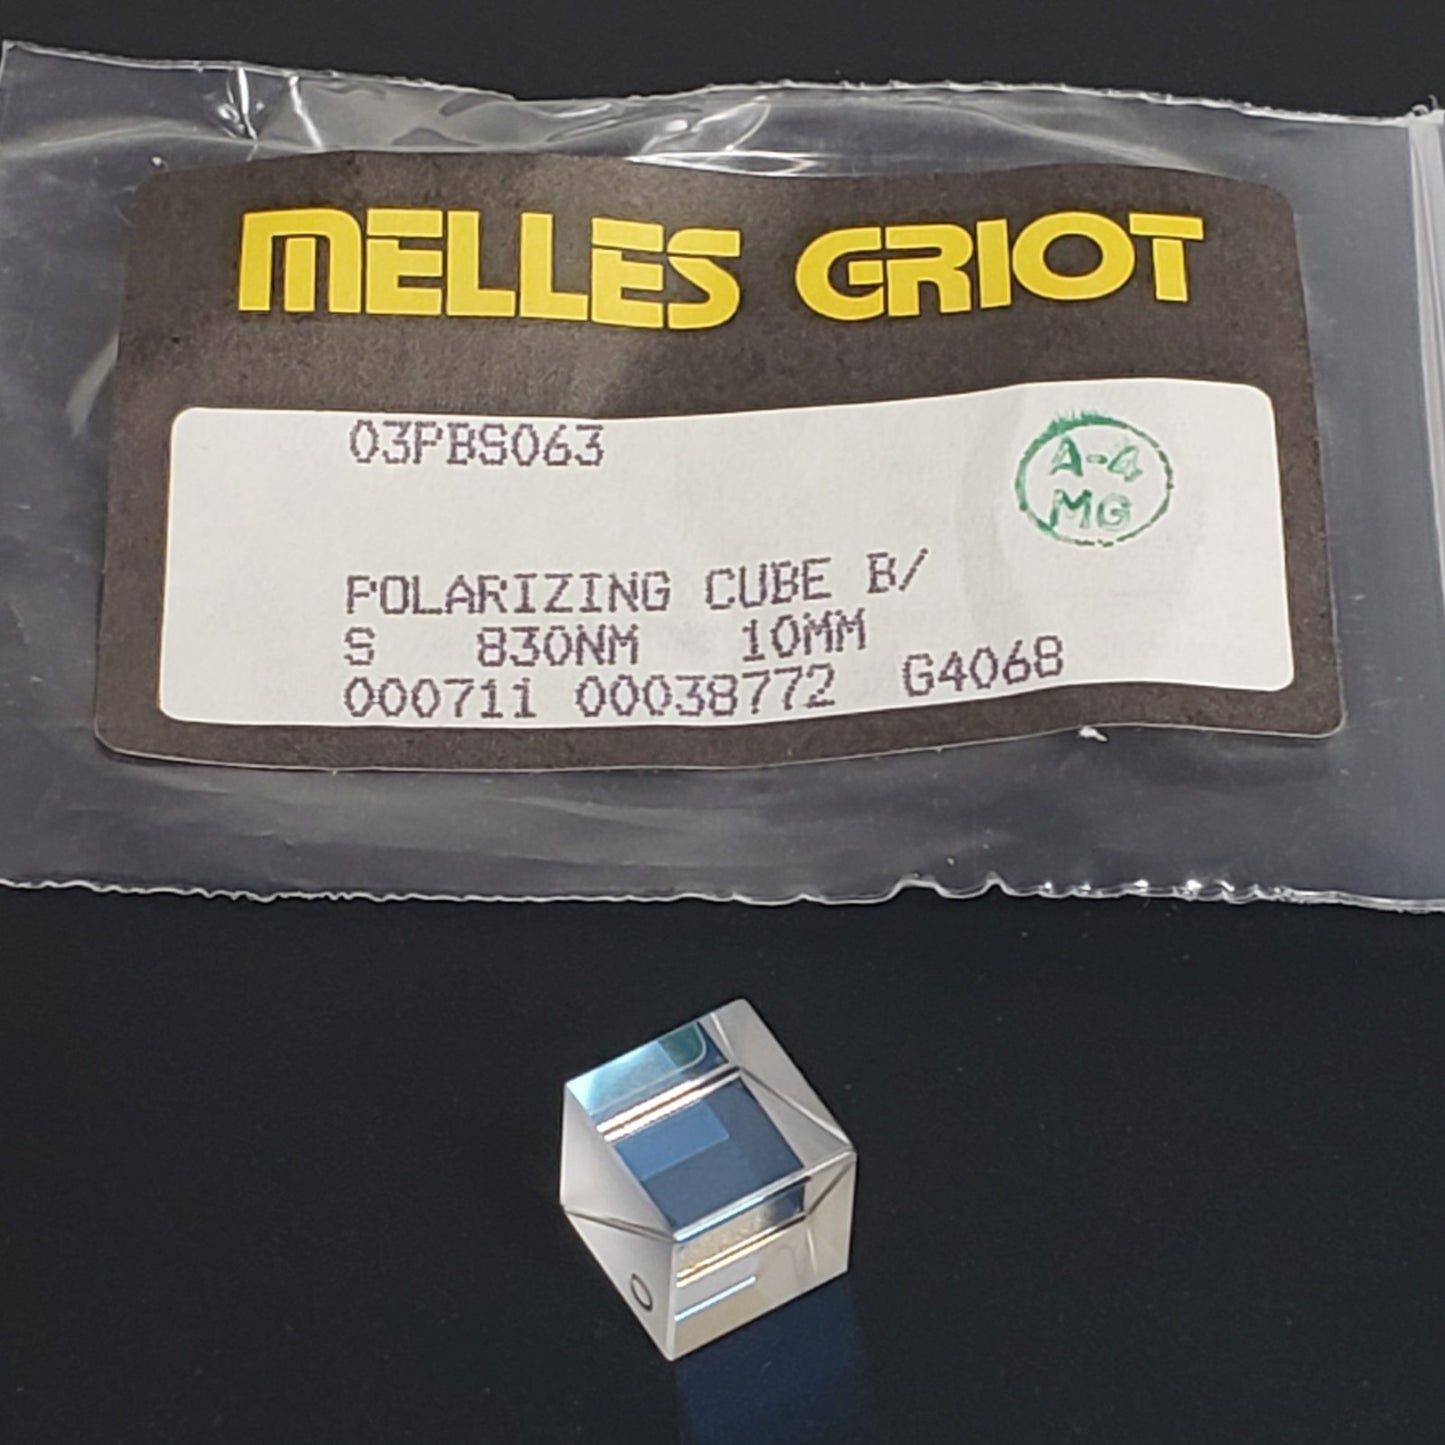 MELLES GRIOT
03PBS063
A-4
MG
POLARIZING CUBE B/
S 830NM 10MM
000711 00038772 G4068